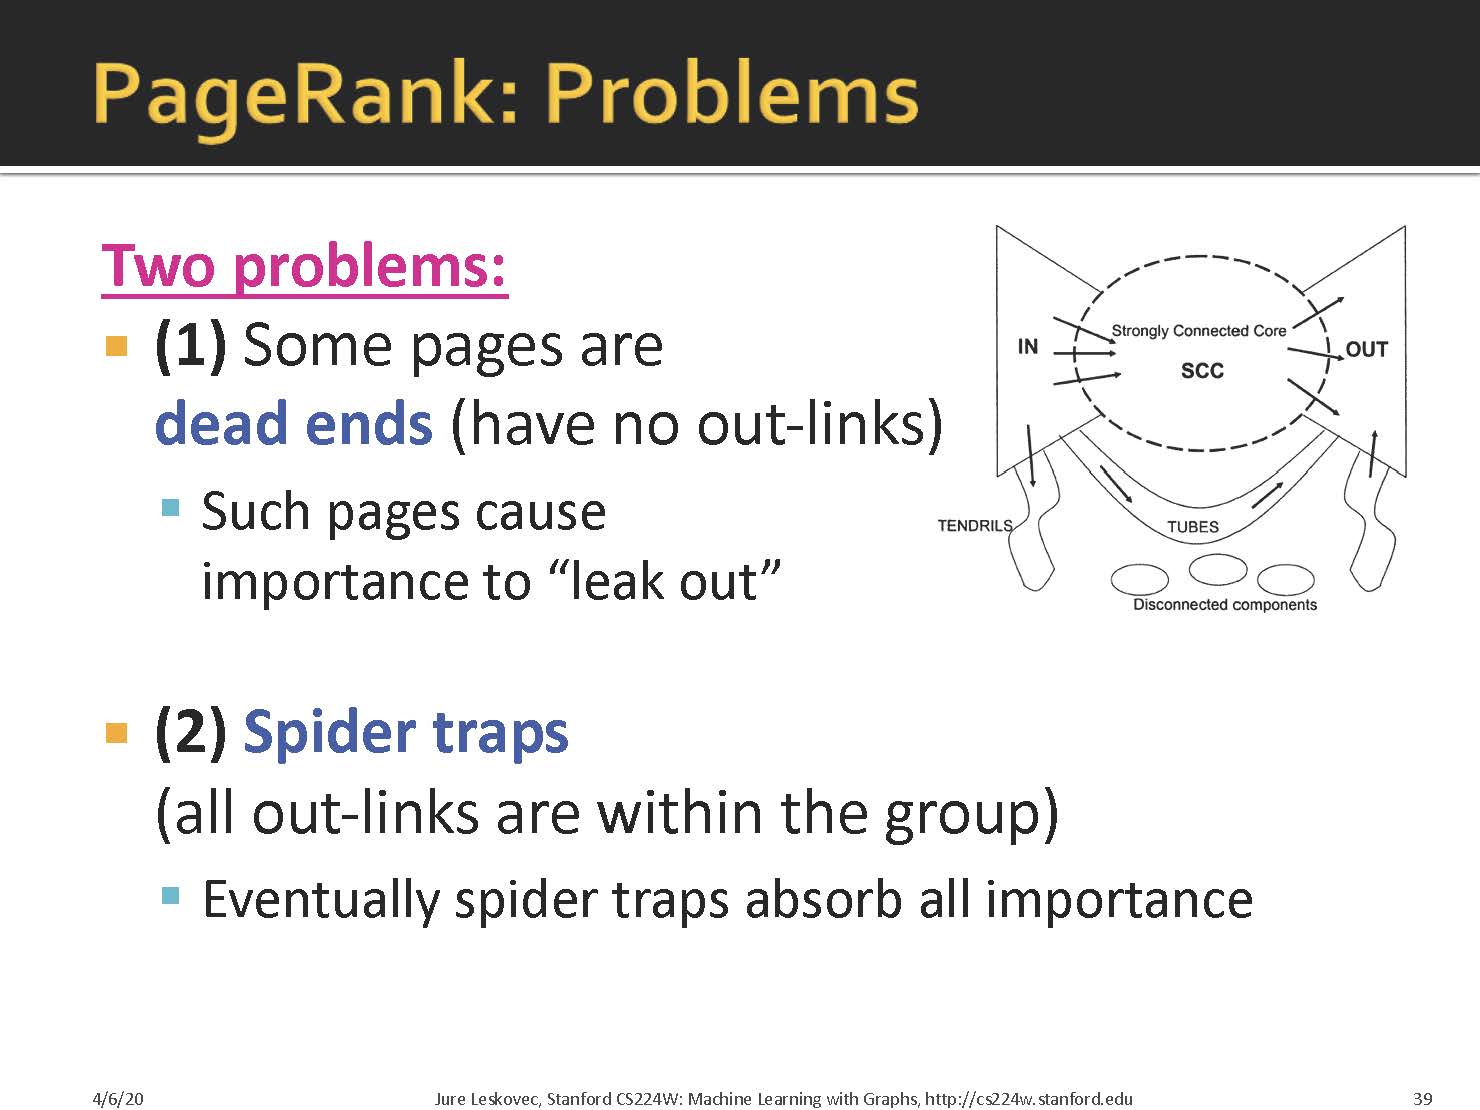 PageRank: Problems
Two problems:
(1) Some pages are
dead ends (have no out-links)
Such pages cause
importance to “leak out”
(2) Spider traps
(all out-links are within the group)
Eventually spider traps absorb all importance
IN
Strongly Connected Core
SCC
OUT
TENDRILS
TUBES
Disconnected components
4/6/20
Jure Leskovec, Stanford CS224W: Machine Learning with Graphs, http://cs224w.stanford.edu
39